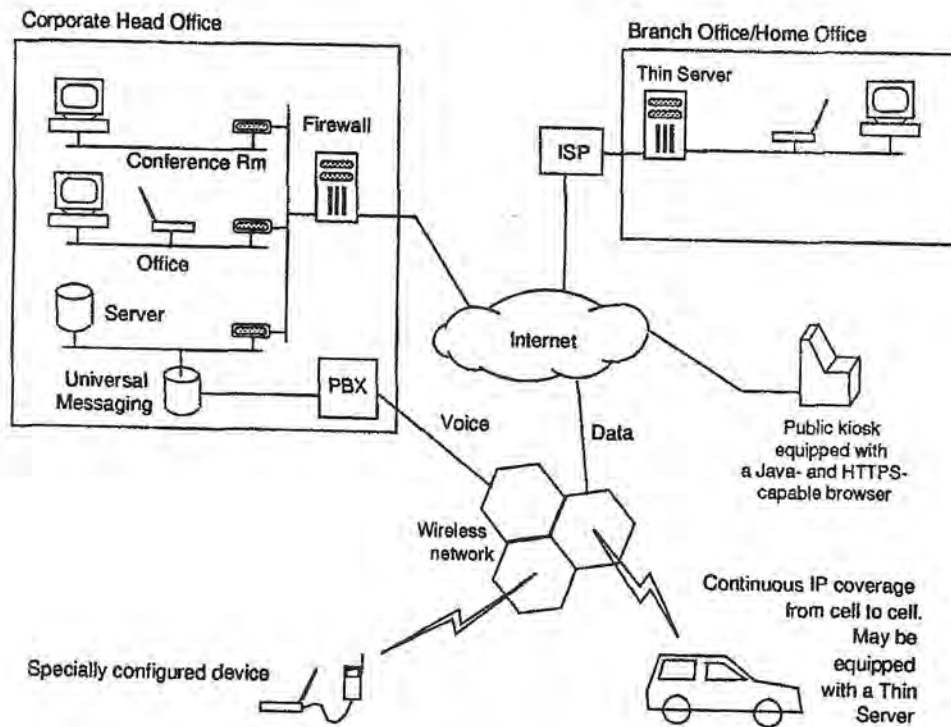 Corporate Head Office
Branch Office/Home Office
Thin Server
Firewall
ISP
Conference Rm
Office
Server
Internet
Universal
Messaging
PBX
Voice
Data
Public kiosk
equipped with
a Java- and HTTPS-
capable browser
Wireless
network
Continuous IP coverage
from cell to cell.
May be
equipped
with a Thin
Server
Specially configured device